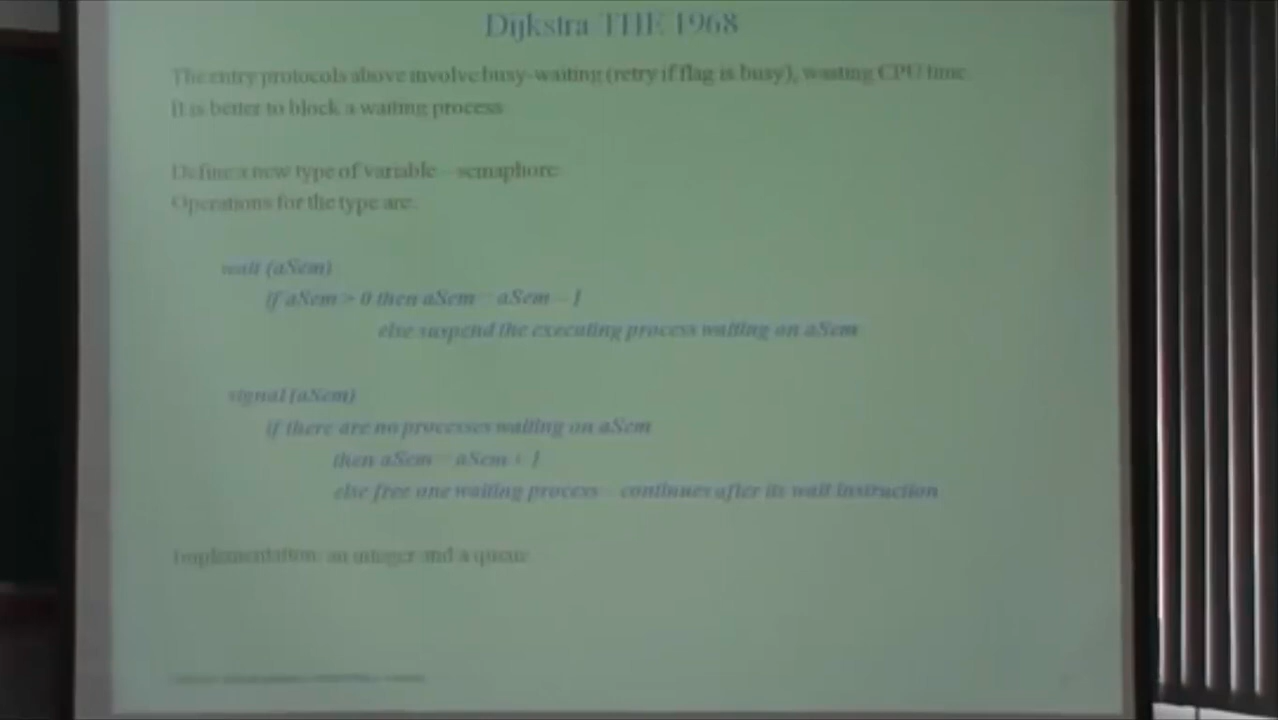 Dijkstra THE 1968
The entry protocols above involve busy-waiting (retry if flag is busy), wasting CPU time
It is better to block a waiting process
Define a new type of variable – semaphore
Operations for the type are:
wait (aSem)
if aSem > 0 then aSem = aSem – 1
else suspend the executing process waiting on aSem
signal (aSem)
if there are no processes waiting on aSem
then aSem = aSem + 1
else free one waiting process – continues after its wait instruction
Implementation: an integer and a queue